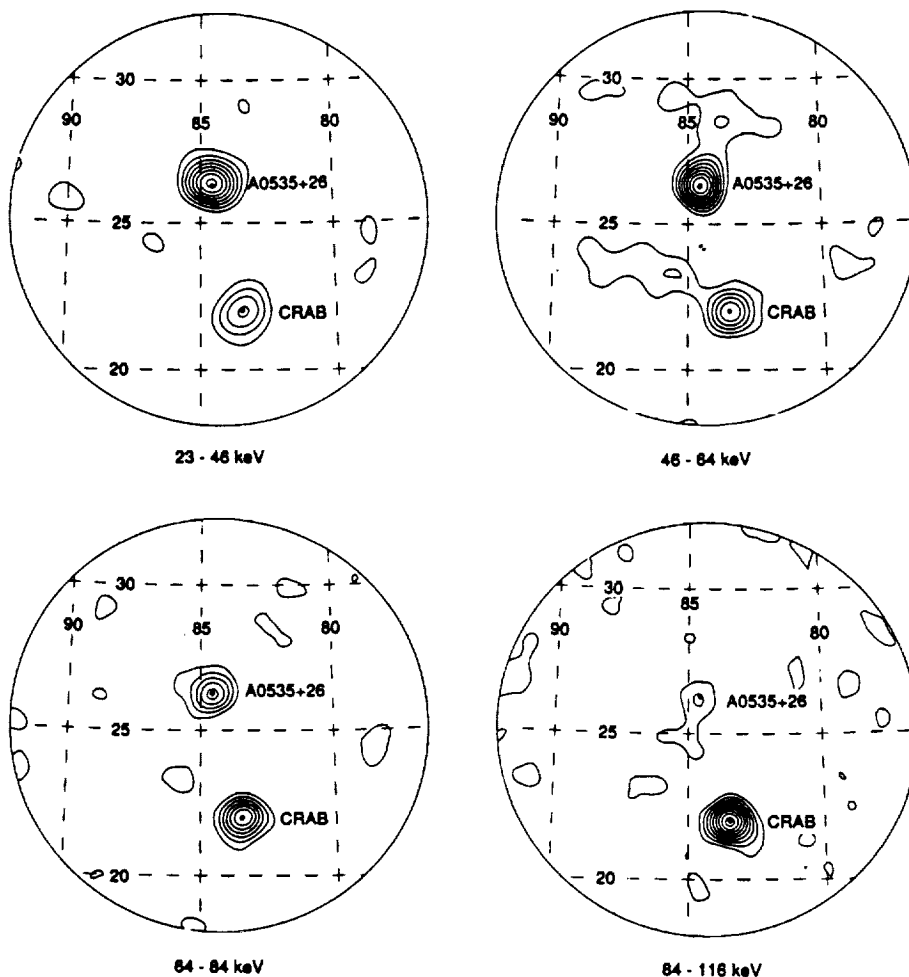 30 30
90 85 80 90 85 80
A0535+26 A0535+26
25 25
CRAB CRAB
20 20
23 - 46 keV 46 - 64 keV
30 30
90 85 80 90 85 80
A0535+26 A0535+26
25 25
CRAB CRAB
20 20
64 - 84 keV 84 - 116 keV